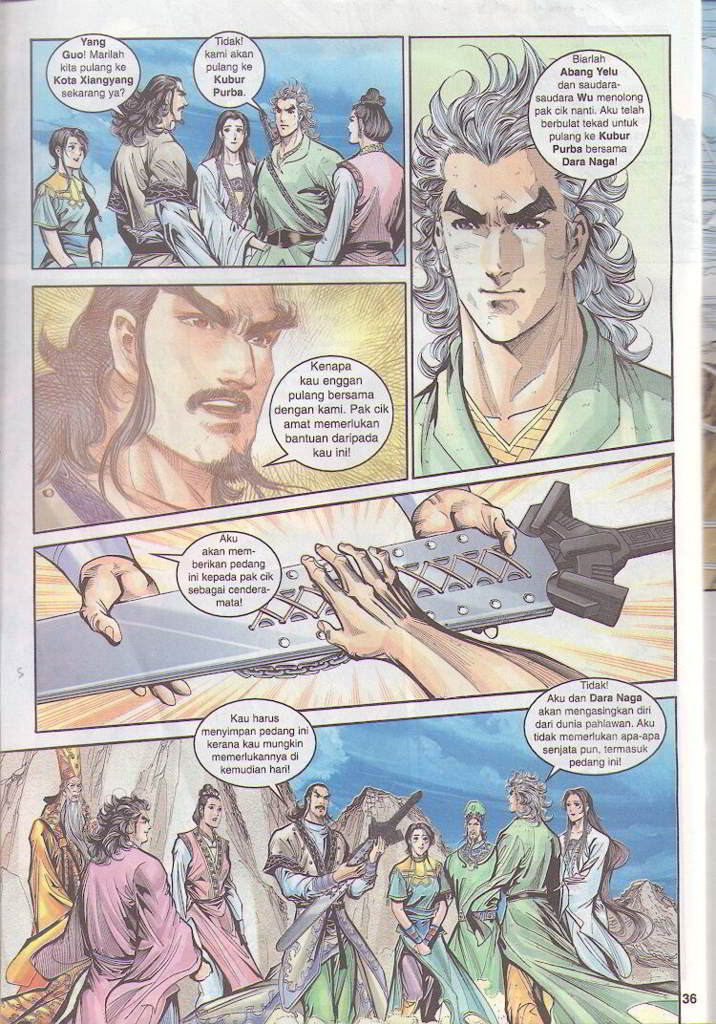 Yang
Guo! Marilah
kita pulang ke
Kota Xiangyang
sekarang ya?
Tidak!
kami akan
pulang ke
Kubur
Purba.
Biarlah
Abang Yelu
dan saudara-
saudara Wu menolong
pak cik nanti. Aku
telah
berbulat tekad untuk
pulang ke Kubur
Purba bersama
Dara Naga!
Kenapa
kau enggan
pulang bersama
dengan kami. Pak cik
amat memerlukan
bantuan daripada
kau ini!
Aku
akan mem-
berikan pedang
ini kepada pak cik
sebagai cendera-
mata!
Kau harus
menyimpan pedang ini
kerana kau mungkin
memerlukannya di
kemudian hari!
Tidak!
Aku dan Dara Naga
akan mengasingkan diri
dari dunia pahlawan. Aku
tidak memerlukan apa-apa
senjata pun, termasuk
pedang ini!
36